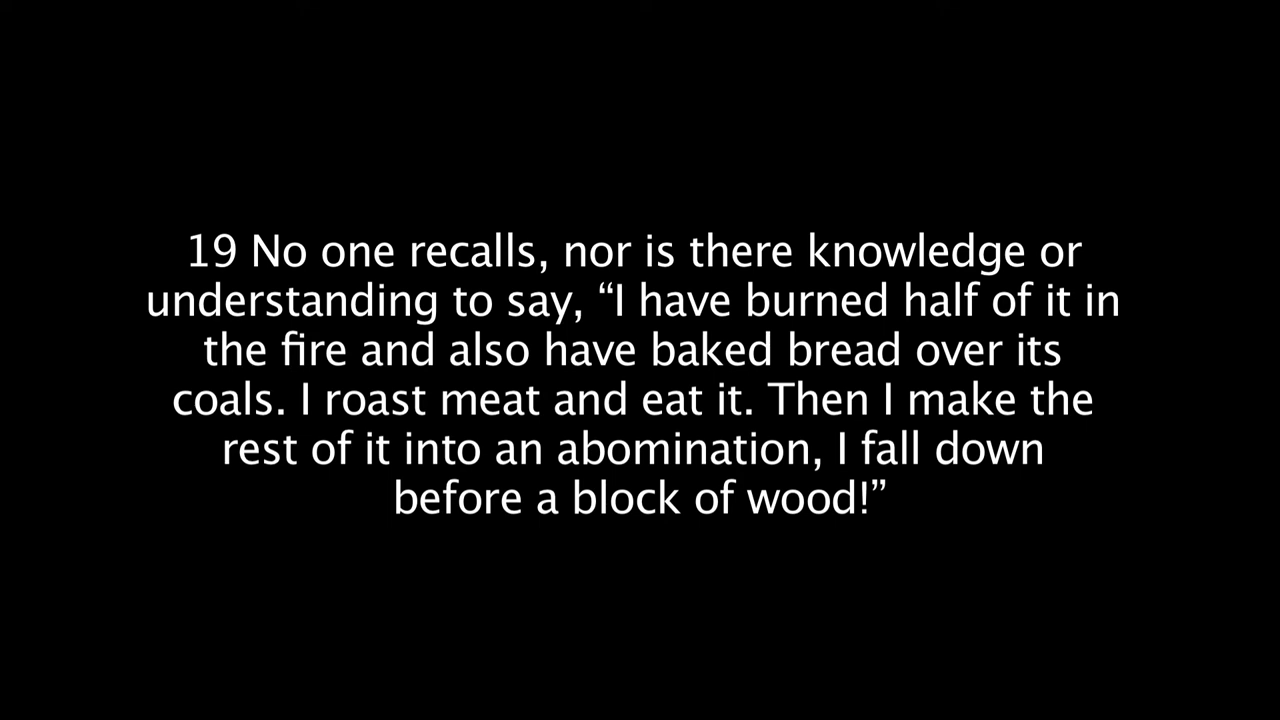 19 No one recalls, nor is there knowledge or
understanding to say, “I have burned half of it in
the fire and also have baked bread over its
coals. I roast meat and eat it. Then I make the
rest of it into an abomination, I fall down
before a block of wood!”